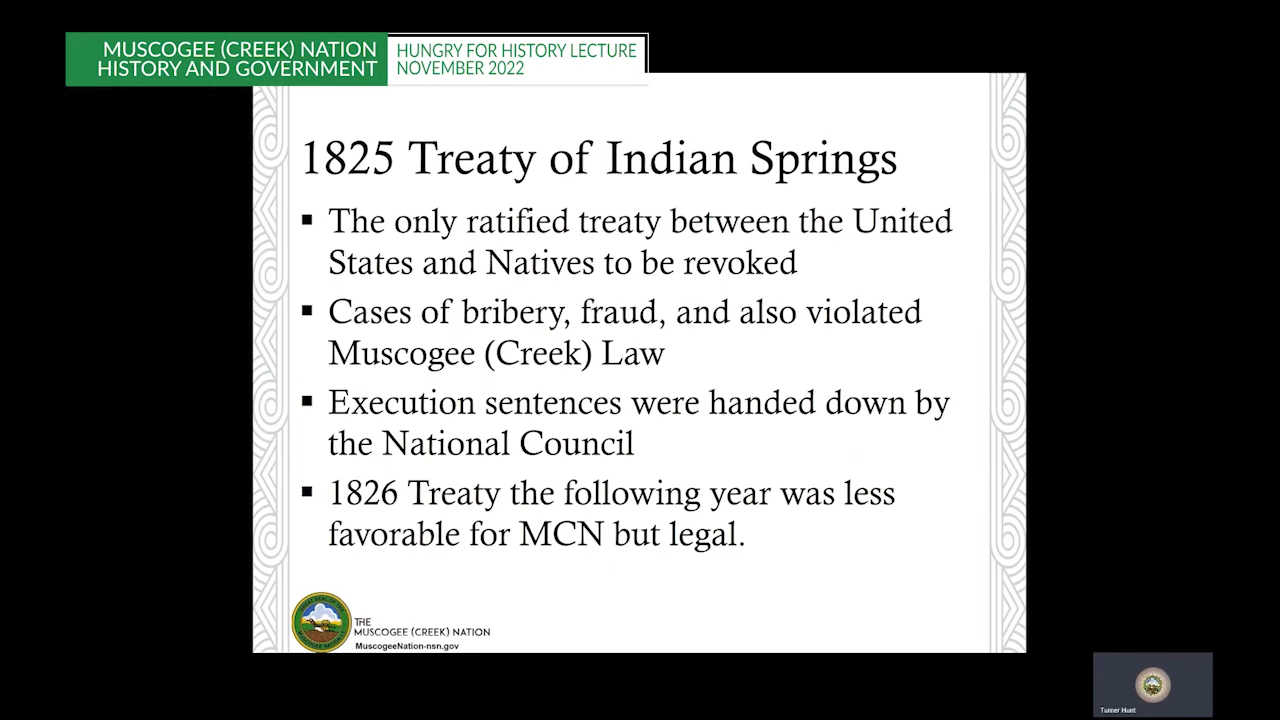 MUSCOGEE (CREEK) NATION
HISTORY AND GOVERNMENT
HUNGRY FOR HISTORY LECTURE
NOVEMBER 2022
1825 Treaty of Indian Springs
▪ The only ratified treaty between the United
States and Natives to be revoked
▪ Cases of bribery, fraud, and also violated
Muscogee (Creek) Law
▪ Execution sentences were handed down by
the National Council
▪ 1826 Treaty the following year was less
favorable for MCN but legal.
THE
MUSCOGEE (CREEK) NATION
MuscogeeNation-nsn.gov
Turner Hunt